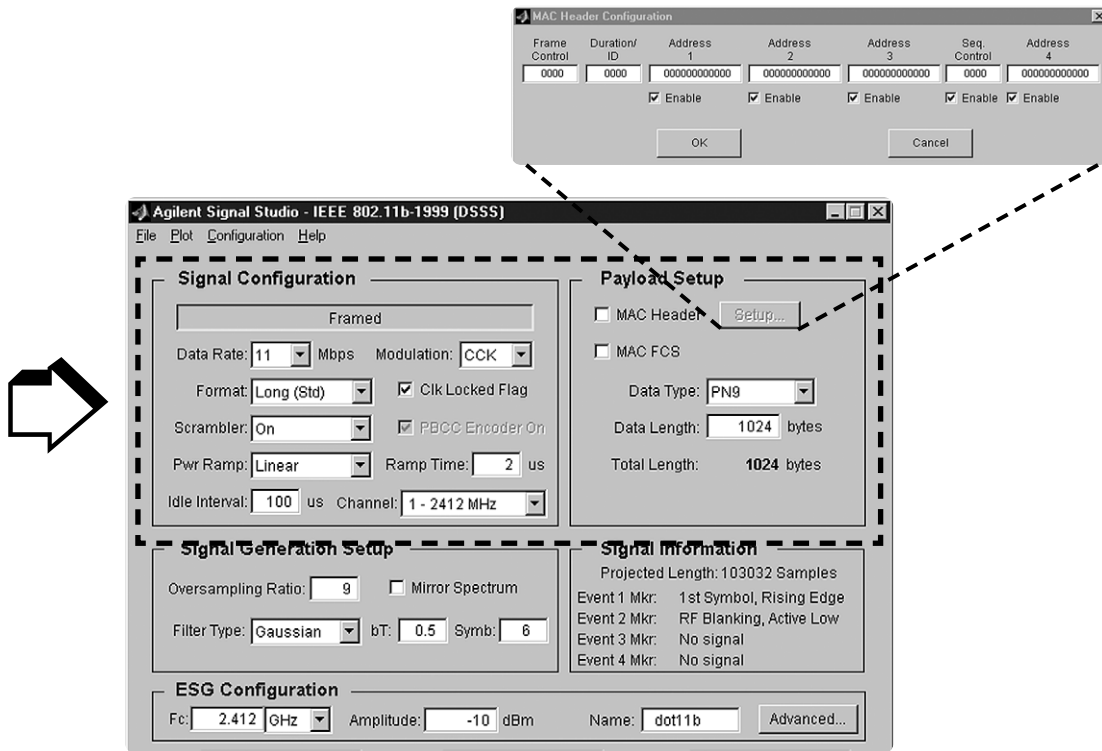 MAC Header Configuration
Frame Control Duration/ ID Address 1 Address 2 Address 3 Seq. Control Address 4
0000 0000 000000000000 000000000000 000000000000 0000 000000000000
Enable Enable Enable Enable Enable
OK Cancel
Agilent Signal Studio - IEEE 802.11b-1999 (DSSS)
File Plot Configuration Help
Signal Configuration
Framed
Data Rate: 11 Mbps Modulation: CCK
Format: Long (Std) Clk Locked Flag
Scrambler: On PBCC Encoder On
Pwr Ramp: Linear Ramp Time: 2 us
Idle Interval: 100 us Channel: 1 - 2412 MHz
Payload Setup
MAC Header Setup...
MAC FCS
Data Type: PN9
Data Length: 1024 bytes
Total Length: 1024 bytes
Signal Generation Setup
Oversampling Ratio: 9 Mirror Spectrum
Filter Type: Gaussian bT: 0.5 Symb: 6
Signal Information
Projected Length: 103032 Samples
Event 1 Mkr: 1st Symbol, Rising Edge
Event 2 Mkr: RF Blanking, Active Low
Event 3 Mkr: No signal
Event 4 Mkr: No signal
ESG Configuration
Fc: 2.412 GHz Amplitude: -10 dBm Name: dot11b Advanced...